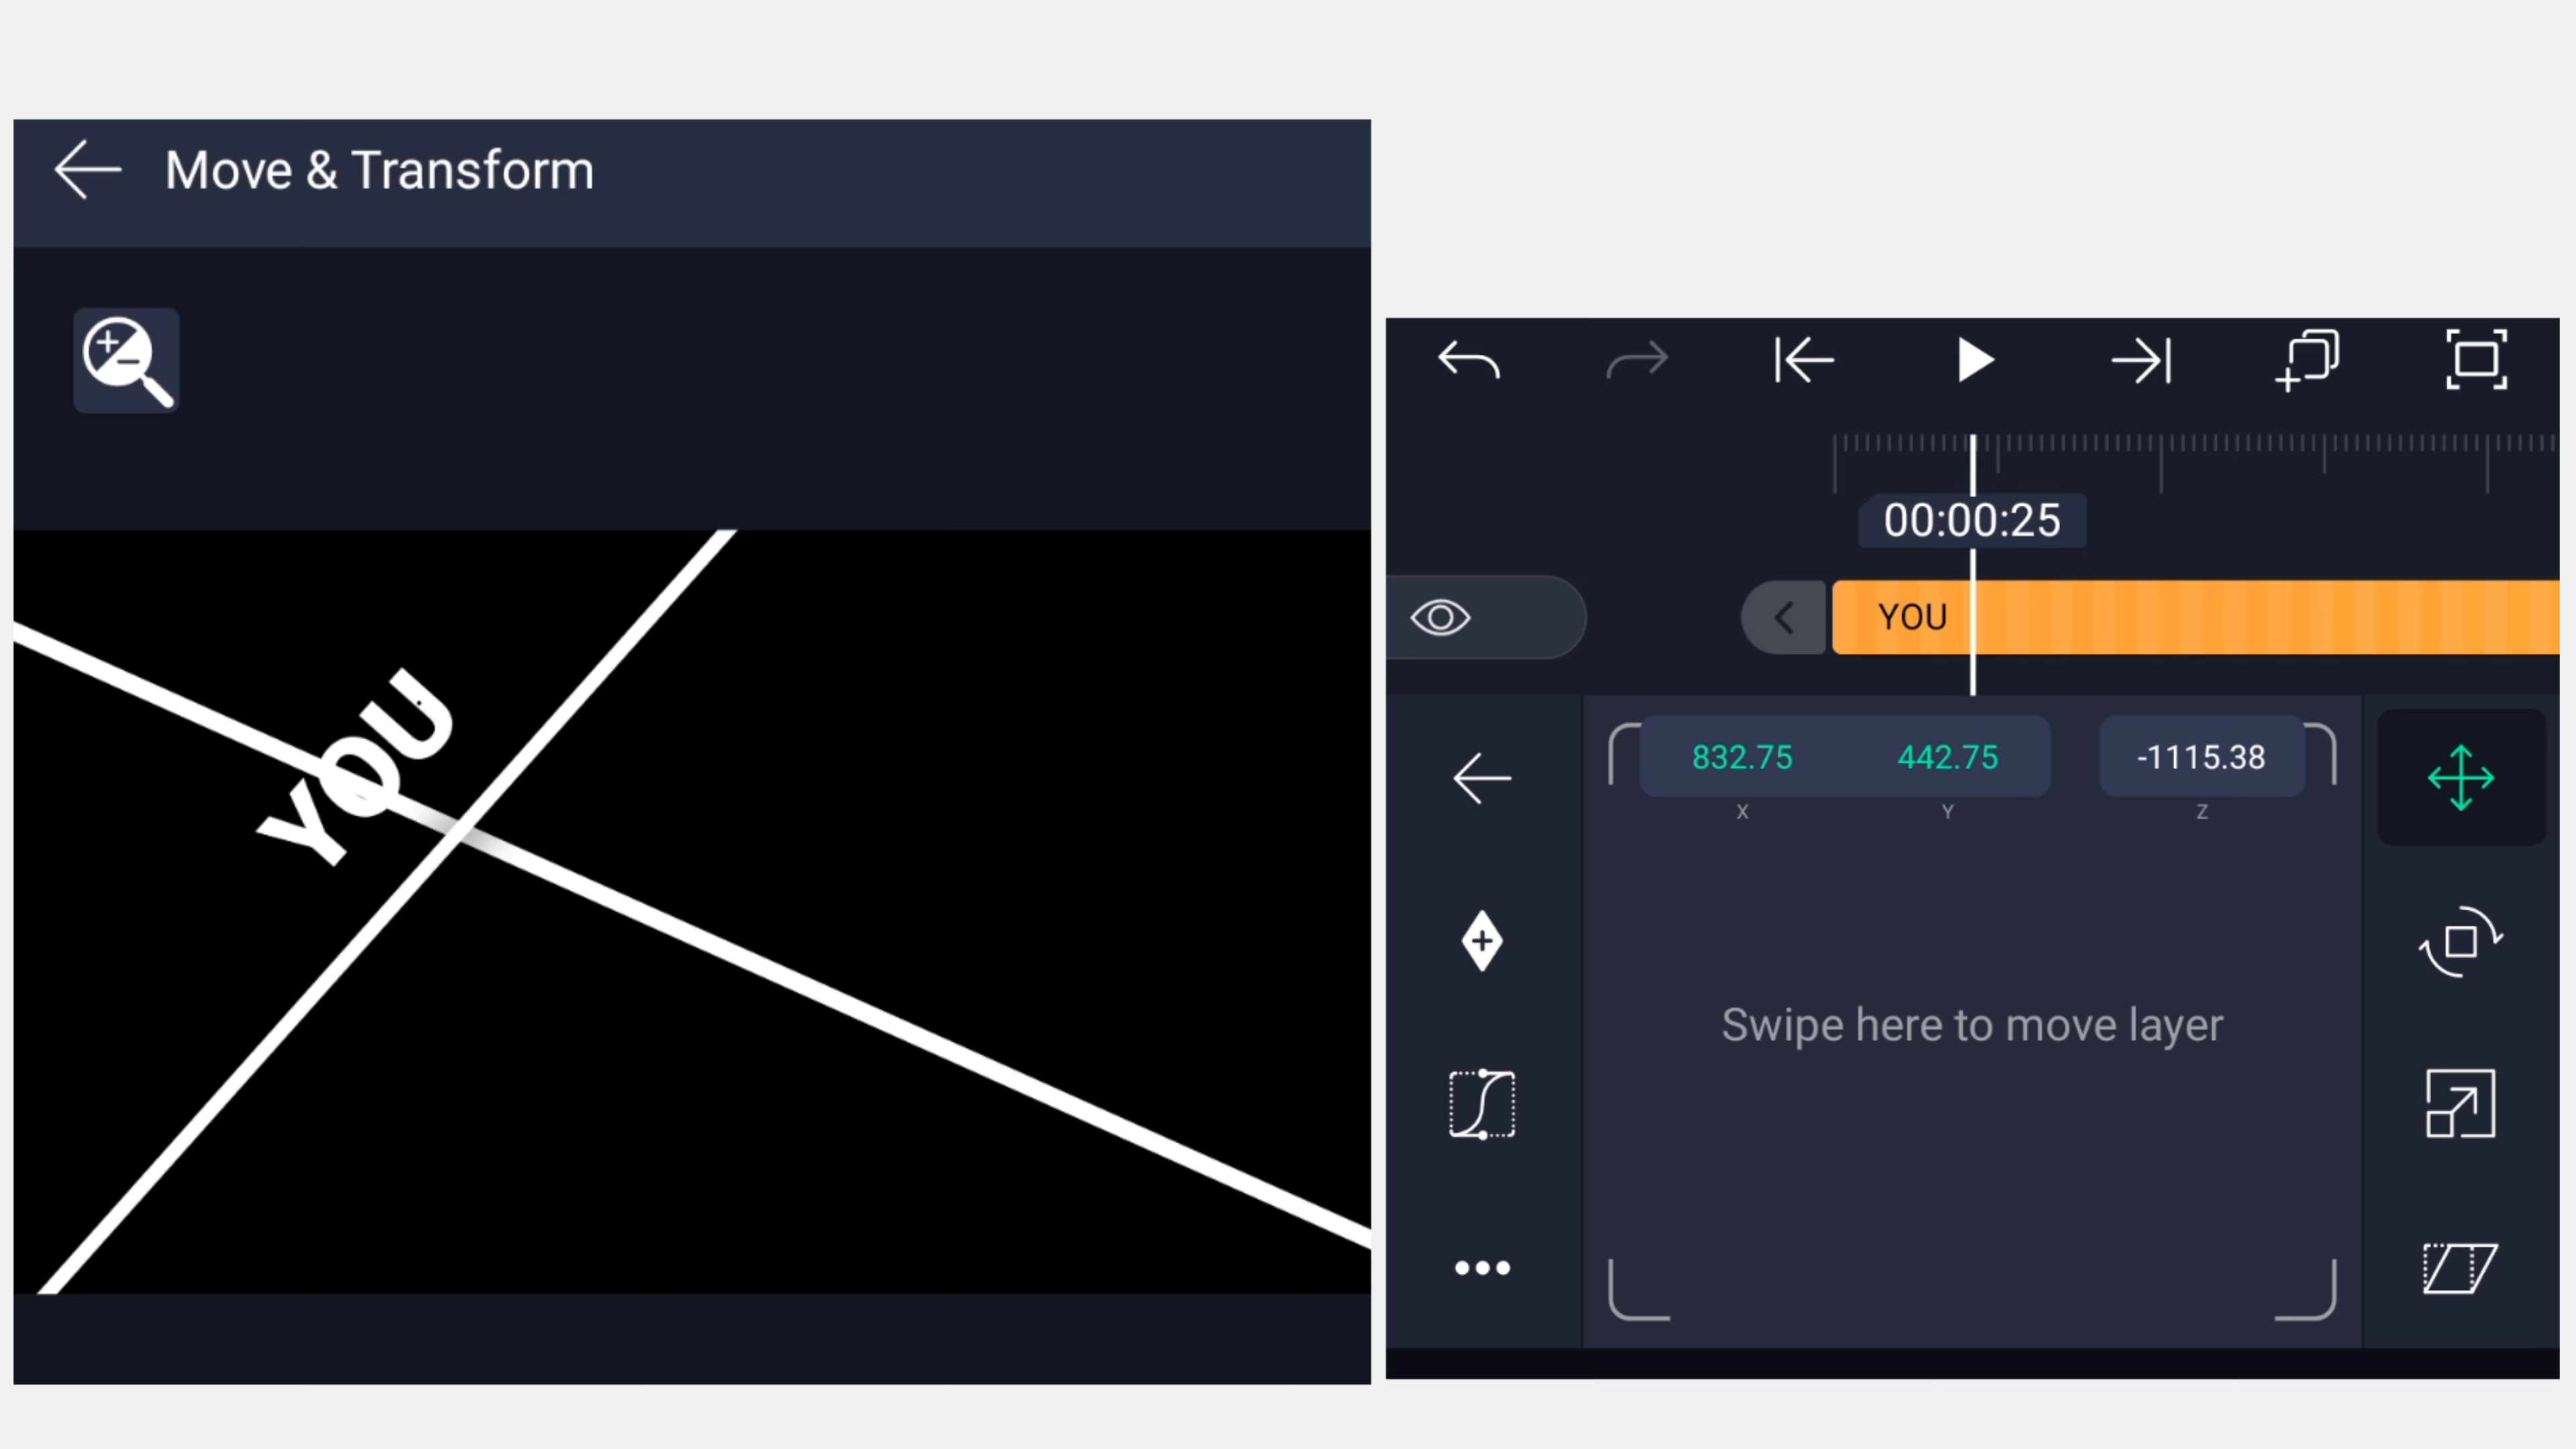 Move & Transform
YOU
00:00:25
YOU
832.75 442.75 -1115.38
X Y Z
Swipe here to move layer